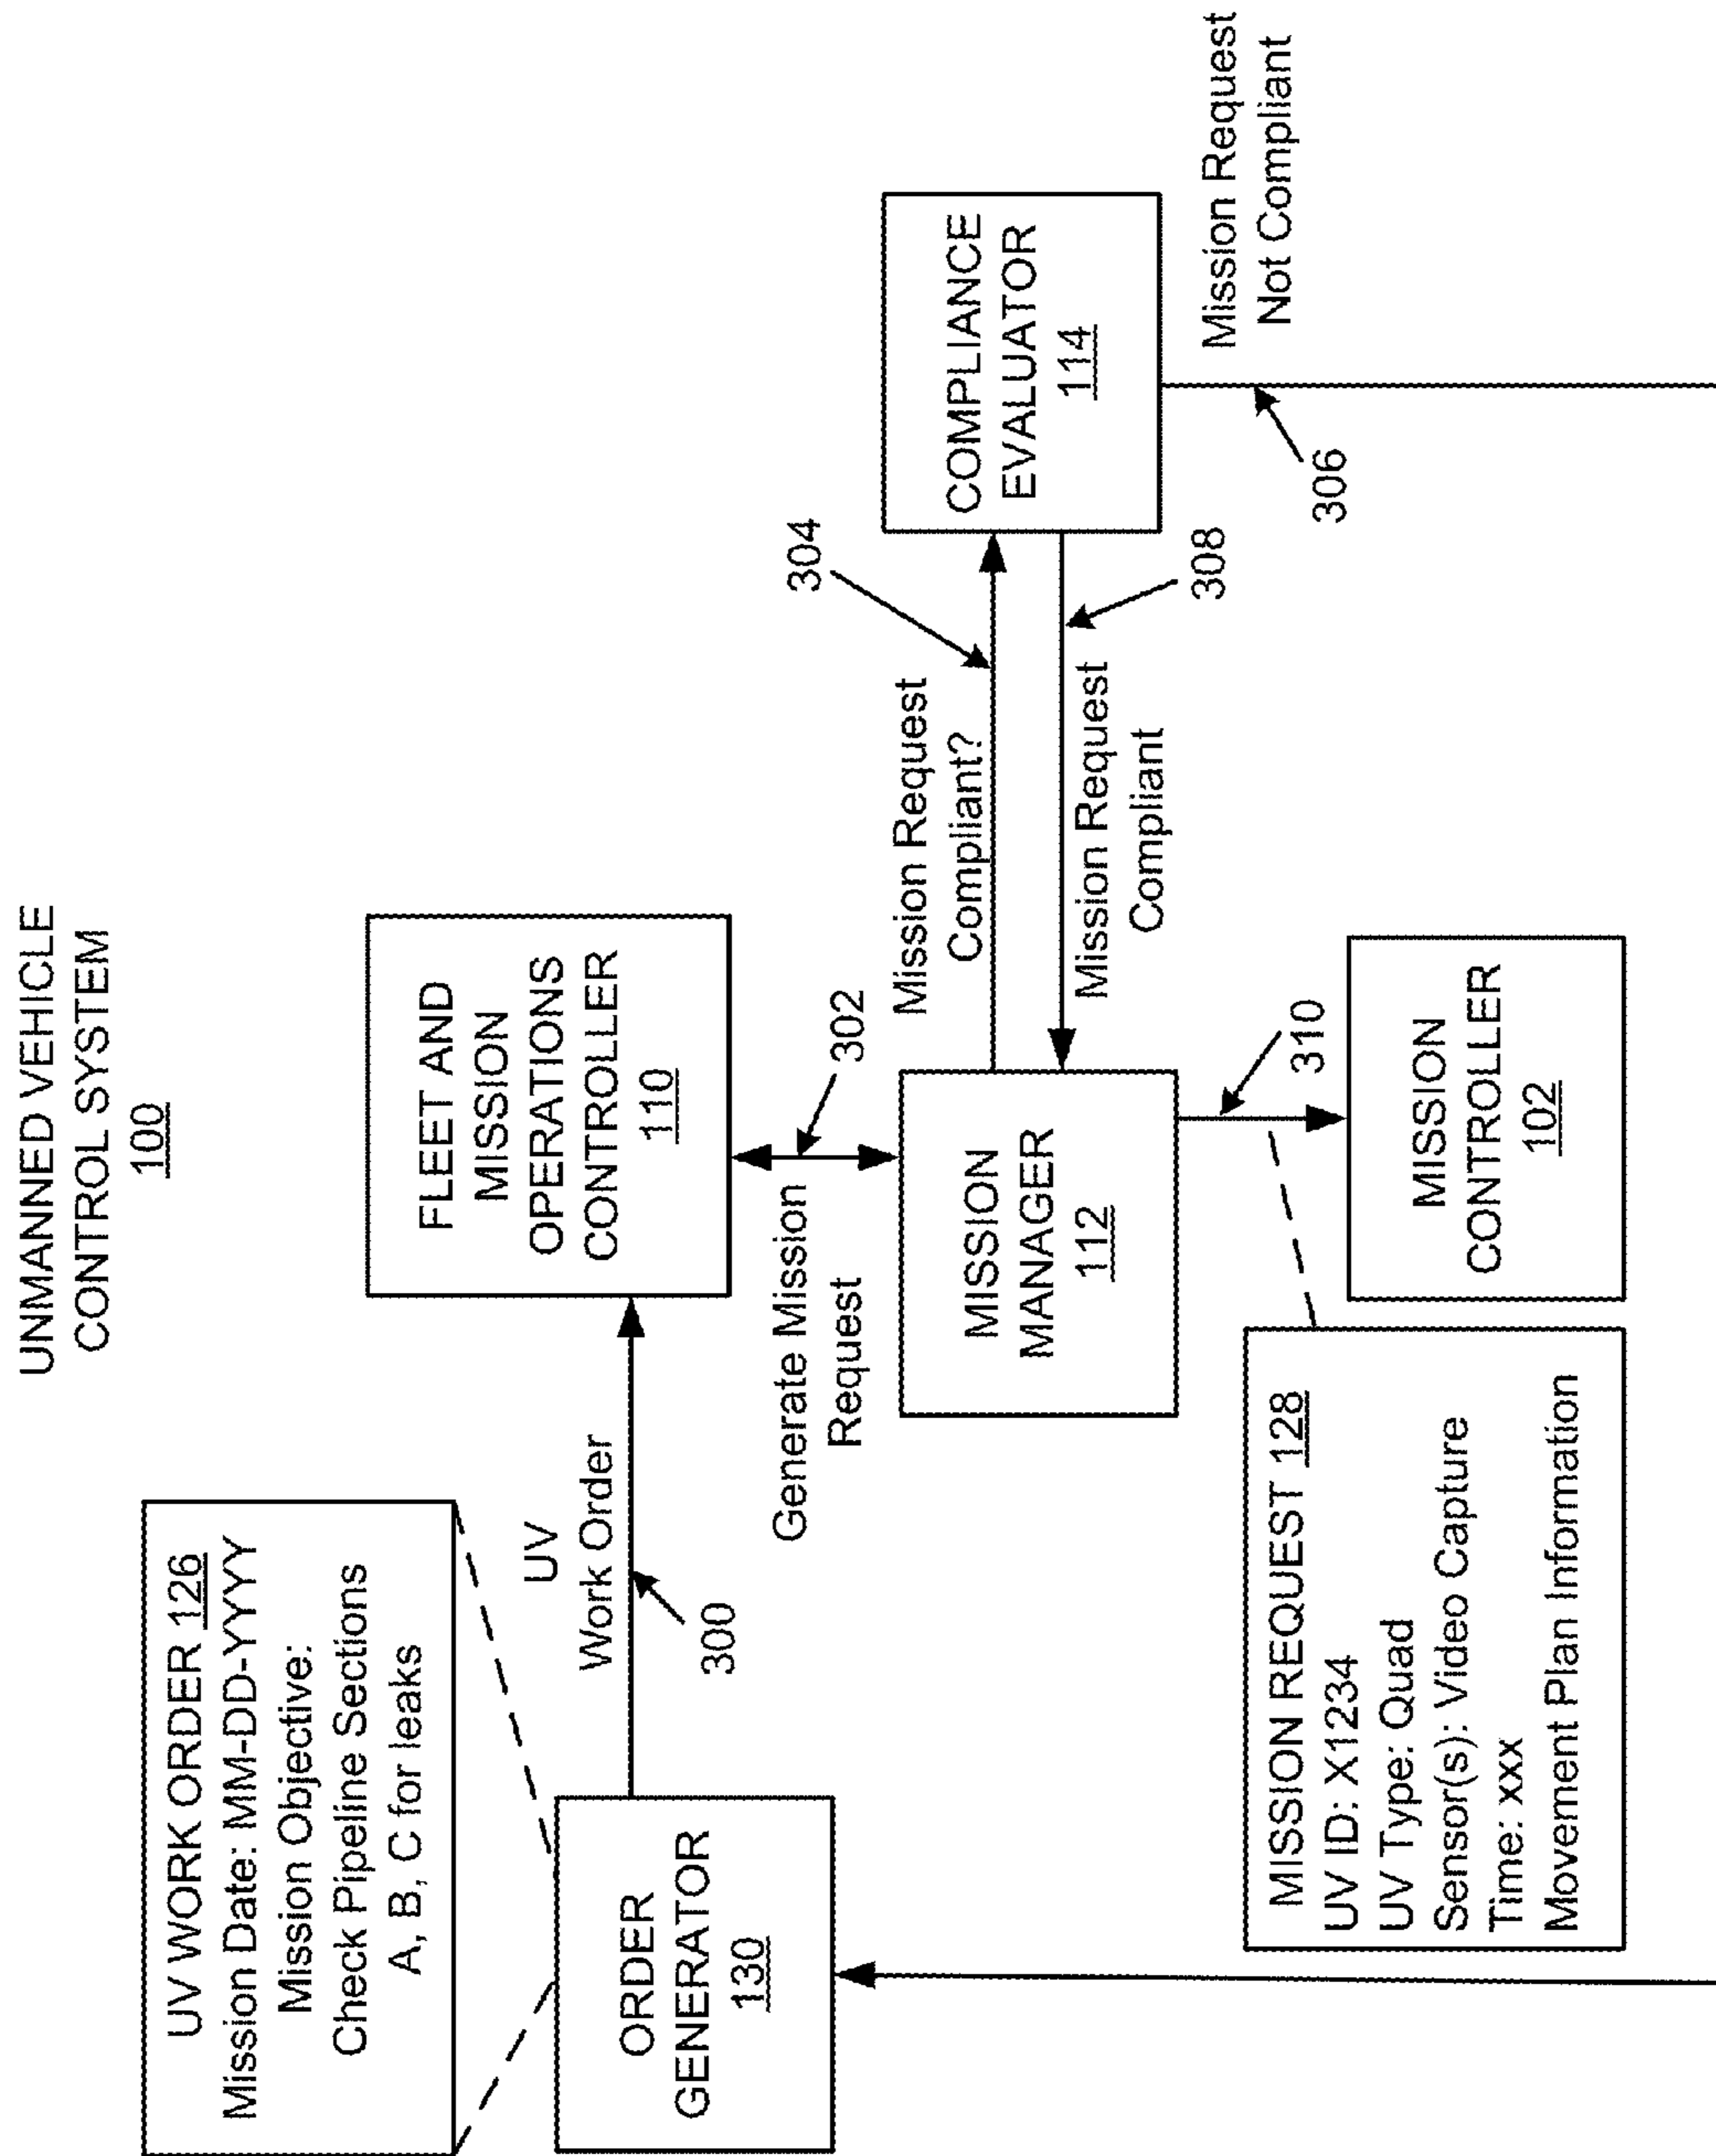 UNMANNED VEHICLE
CONTROL SYSTEM
100
UV WORK ORDER 126
Mission Date: MM-DD-YYYY
Mission Objective:
Check Pipeline Sections
A, B, C for leaks
ORDER
GENERATOR
130
UV
Work Order
300
FLEET AND
MISSION
OPERATIONS
CONTROLLER
110
Generate Mission
Request
302
MISSION
MANAGER
112
Mission Request
Compliant?
304
COMPLIANCE
EVALUATOR
114
Mission Request
Compliant
308
Mission Request
Not Compliant
306
310
MISSION
CONTROLLER
102
MISSION REQUEST 128
UV ID: X1234
UV Type: Quad
Sensor(s): Video Capture
Time: xxx
Movement Plan Information